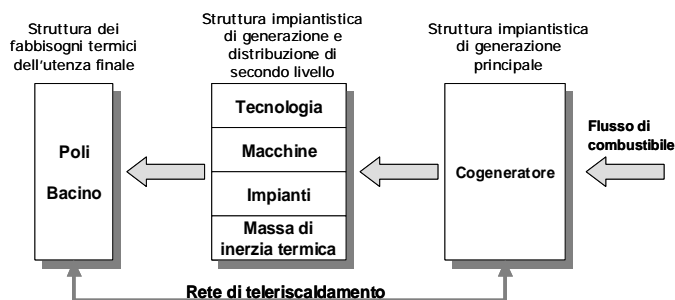 Struttura dei
fabbisogni termici
dell'utenza finale
Struttura impiantistica
di generazione e
distribuzione di
secondo livello
Struttura impiantistica
di generazione
principale
Poli
Bacino
Tecnologia
Macchine
Impianti
Massa di
inerzia termica
Cogeneratore
Flusso di
combustibile
Rete di teleriscaldamento